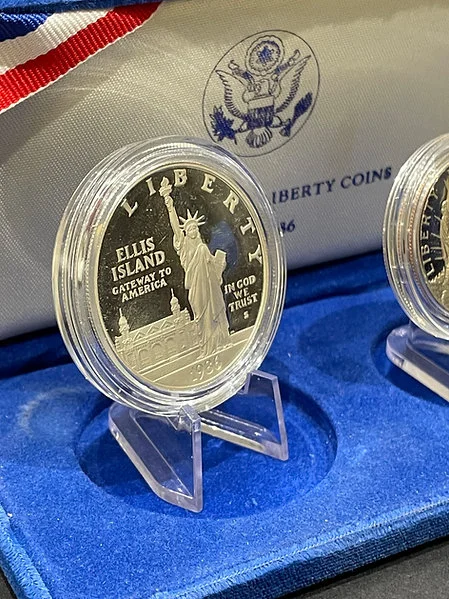 LIBERTY COINS
86
LIBERTY
ELLIS
ISLAND
GATEWAY TO
AMERICA
IN GOD
WE
TRUST
S
1986
LIBERTY